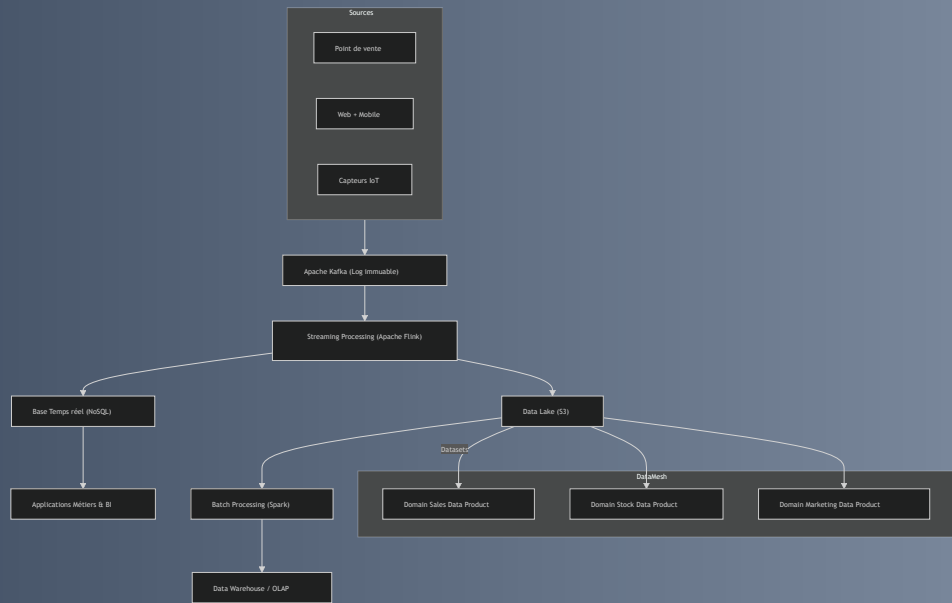 Sources
Point de vente
Web + Mobile
Capteurs IoT
Apache Kafka (Log Immuable)
Streaming Processing (Apache Flink)
Base Temps réel (NoSQL)
Data Lake (S3)
Datasets
DataMesh
Applications Métiers & BI
Batch Processing (Spark)
Domain Sales Data Product
Domain Stock Data Product
Domain Marketing Data Product
Data Warehouse / OLAP